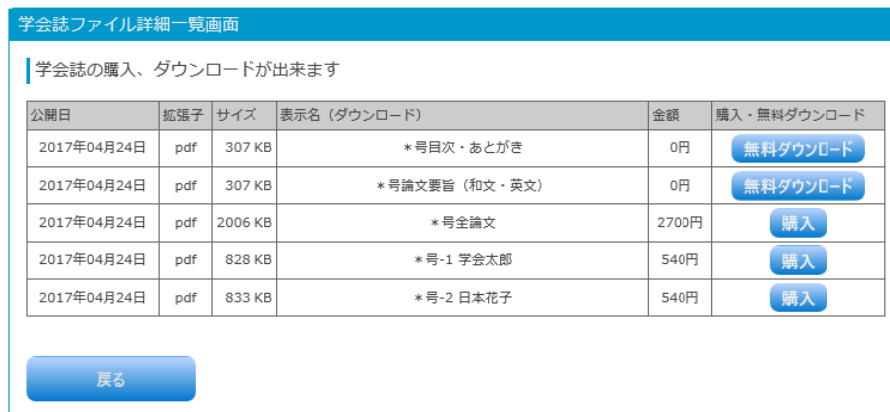 学会誌ファイル詳細一覧画面
学会誌の購入、ダウンロードが出来ます
公開日 拡張子 サイズ 表示名（ダウンロード） 金額 購入・無料ダウンロード
2017年04月24日 pdf 307 KB ＊号目次・あとがき 0円 無料ダウンロード
2017年04月24日 pdf 307 KB ＊号論文要旨（和文・英文） 0円 無料ダウンロード
2017年04月24日 pdf 2006 KB ＊号全論文 2700円 購入
2017年04月24日 pdf 828 KB ＊号-1 学会太郎 540円 購入
2017年04月24日 pdf 833 KB ＊号-2 日本花子 540円 購入
戻る